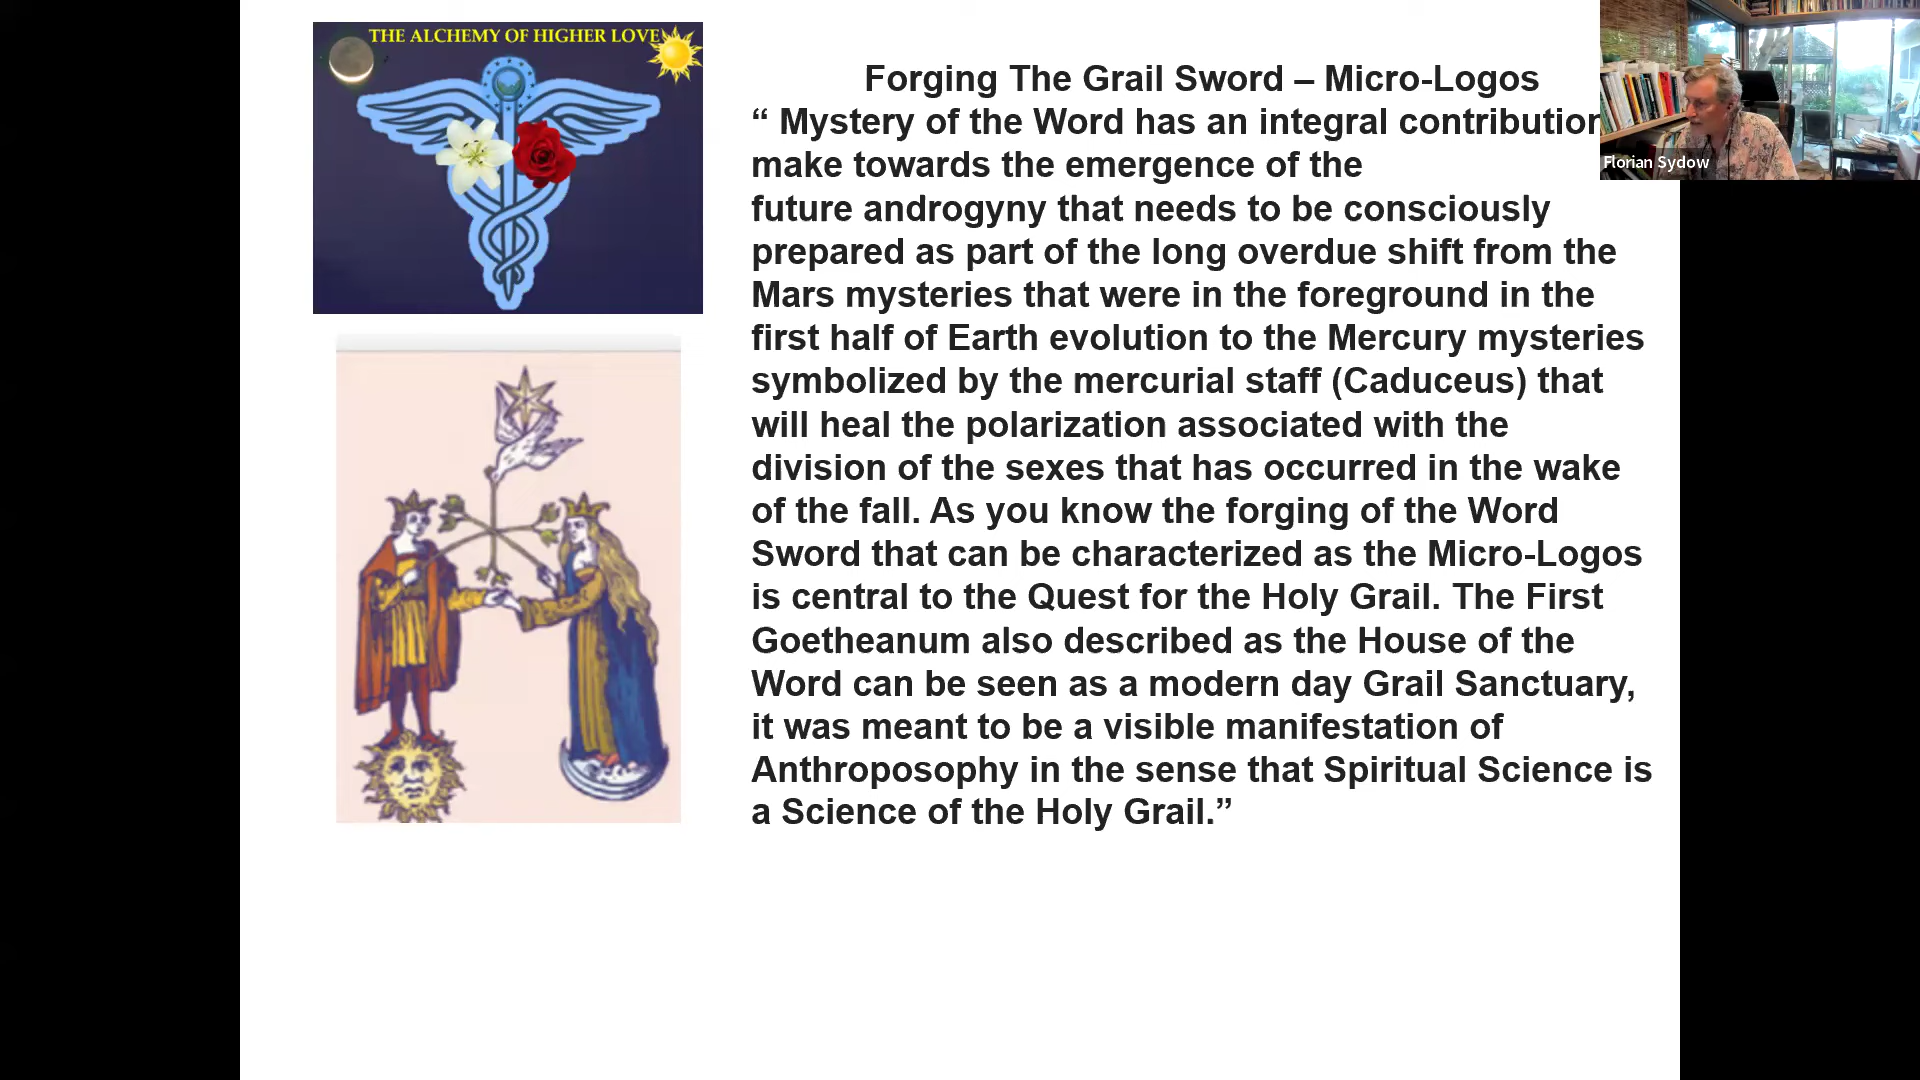 THE ALCHEMY OF HIGHER LOVE
Forging The Grail Sword – Micro-Logos
“ Mystery of the Word has an integral contribution
make towards the emergence of the
future androgyny that needs to be consciously
prepared as part of the long overdue shift from the
Mars mysteries that were in the foreground in the
first half of Earth evolution to the Mercury mysteries
symbolized by the mercurial staff (Caduceus) that
will heal the polarization associated with the
division of the sexes that has occurred in the wake
of the fall. As you know the forging of the Word
Sword that can be characterized as the Micro-Logos
is central to the Quest for the Holy Grail. The First
Goetheanum also described as the House of the
Word can be seen as a modern day Grail Sanctuary,
it was meant to be a visible manifestation of
Anthroposophy in the sense that Spiritual Science is
a Science of the Holy Grail.”
Florian Sydow